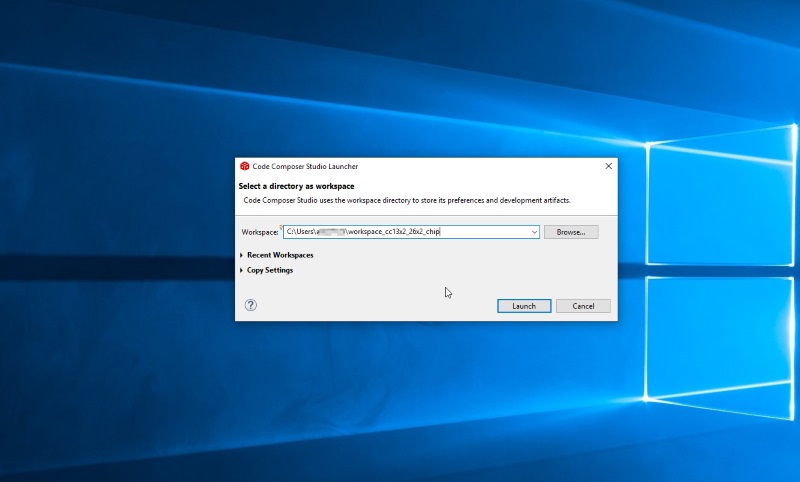 Code Composer Studio Launcher
Select a directory as workspace
Code Composer Studio uses the workspace directory to store its preferences and development artifacts.
Workspace: C:\Users\a \workspace_cc13x2_26x2_chip Browse...
Recent Workspaces
Copy Settings
? Launch Cancel